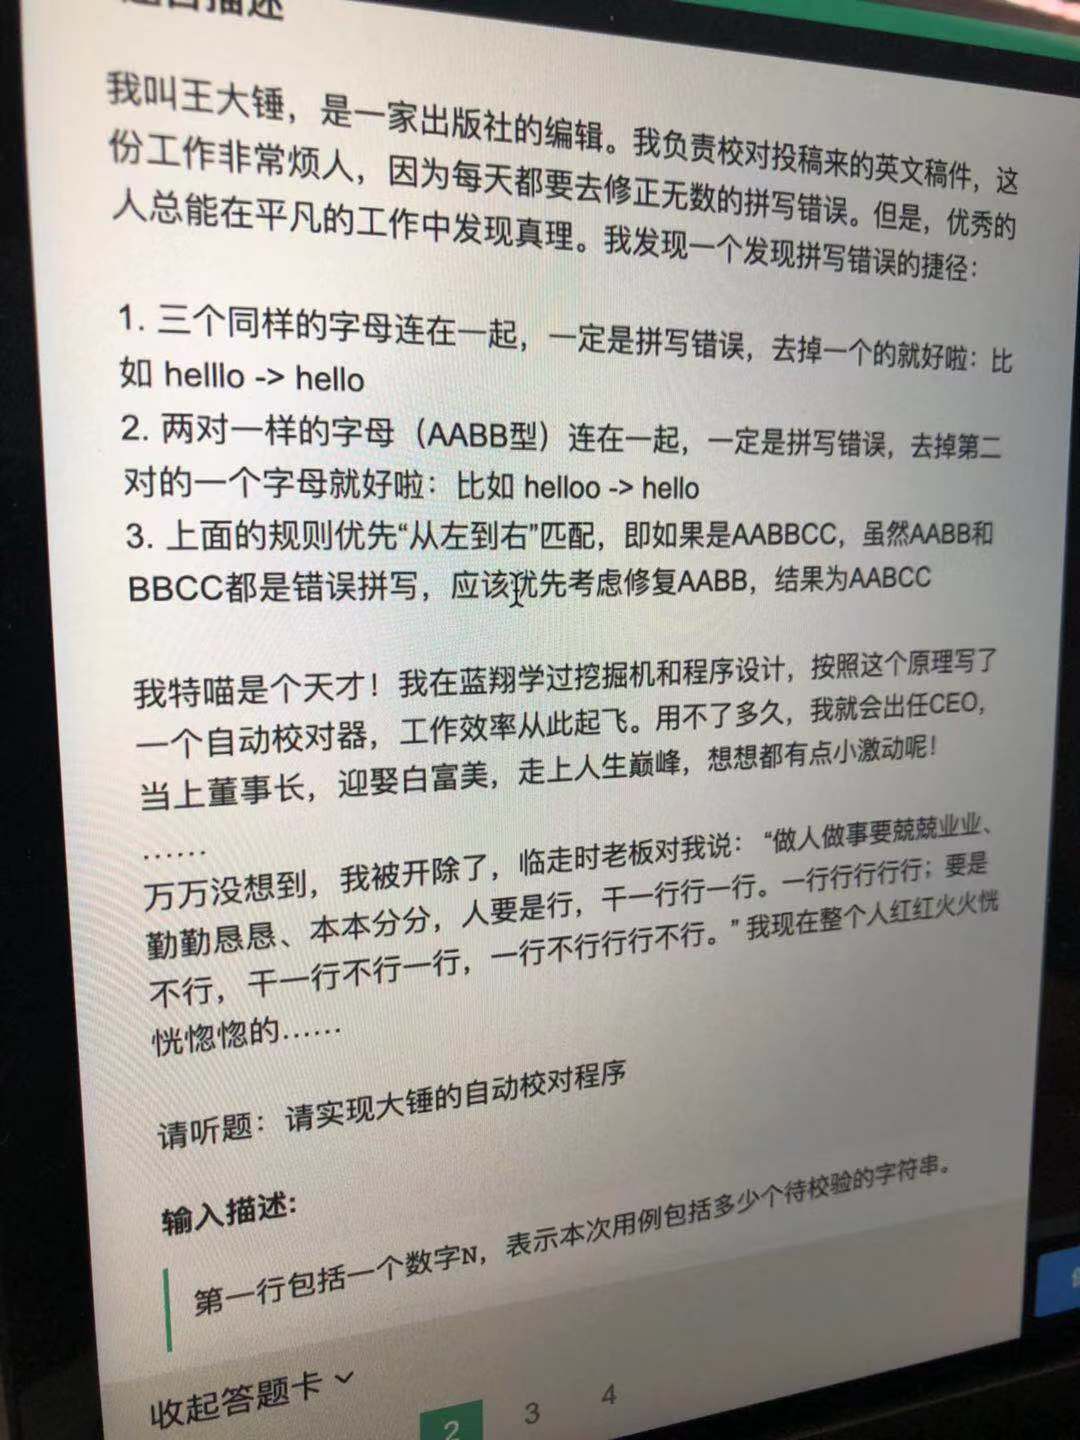 题目描述
我叫王大锤，是一家出版社的编辑。我负责校对投稿来的英文稿件，这
份工作非常烦人，因为每天都要去修正无数的拼写错误。但是，优秀的
人总能在平凡的工作中发现真理。我发现一个发现拼写错误的捷径：
1. 三个同样的字母连在一起，一定是拼写错误，去掉一个的就好啦：比
如 helllo -> hello
2. 两对一样的字母（AABB型）连在一起，一定是拼写错误，去掉第二
对的一个字母就好啦：比如 helloo -> hello
3. 上面的规则优先“从左到右”匹配，即如果是AABBCC，虽然AABB和
BBCC都是错误拼写，应该优先考虑修复AABB，结果为AABCC
我特喵是个天才！我在蓝翔学过挖掘机和程序设计，按照这个原理写了
一个自动校对器，工作效率从此起飞。用不了多久，我就会出任CEO，
当上董事长，迎娶白富美，走上人生巅峰，想想都有点小激动呢！
……
万万没想到，我被开除了，临走时老板对我说： “做人做事要兢兢业业、
勤勤恳恳、本本分分，人要是行，干一行行一行。一行行行行行；要是
不行，干一行不行一行，一行不行行行不行。” 我现在整个人红红火火恍
恍惚惚的……
请听题：请实现大锤的自动校对程序
输入描述:
第一行包括一个数字N，表示本次用例包括多少个待校验的字符串。
收起答题卡
2 3 4